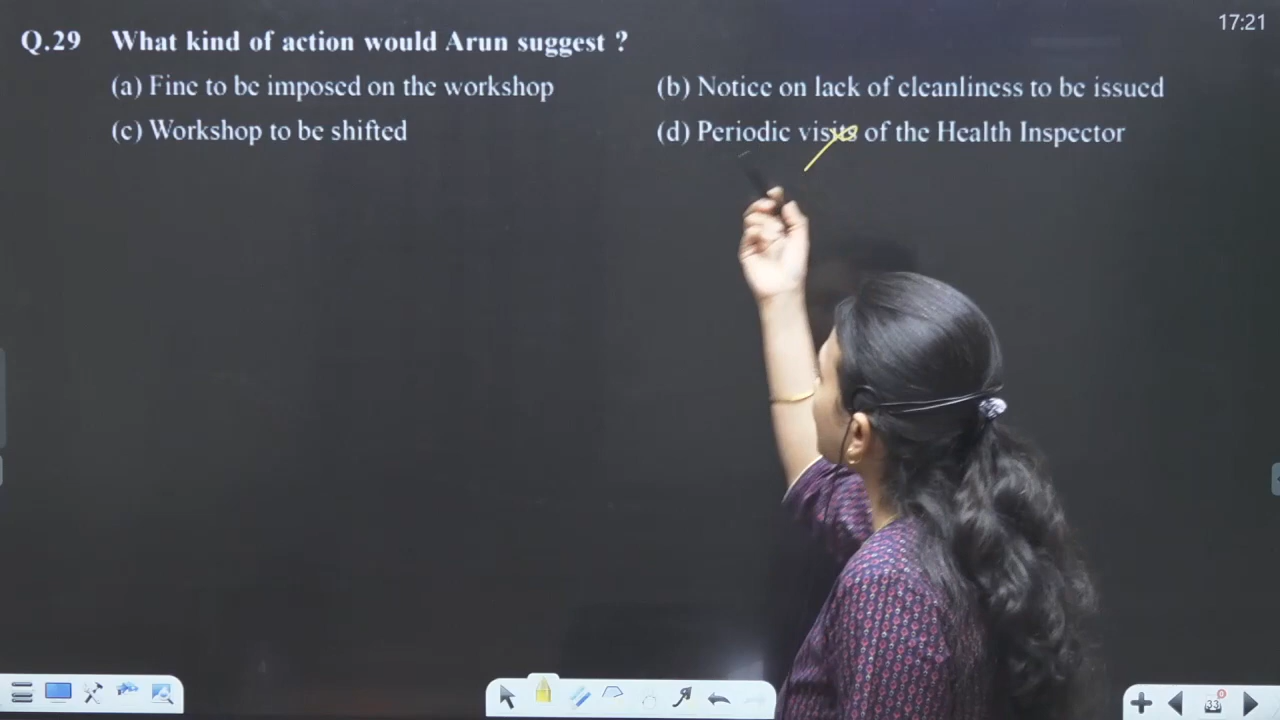 17:21
Q.29 What kind of action would Arun suggest ?
(a) Fine to be imposed on the workshop (b) Notice on lack of cleanliness to be issued
(c) Workshop to be shifted (d) Periodic visits of the Health Inspector
33